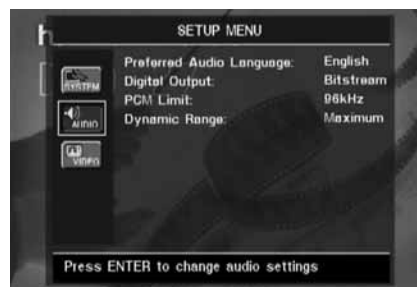 SETUP MENU
Preferred Audio Language: English
Digital Output: Bitstream
PCM Limit: 96kHz
Dynamic Range: Maximum
SYSTEM
AUDIO
VIDEO
Press ENTER to change audio settings